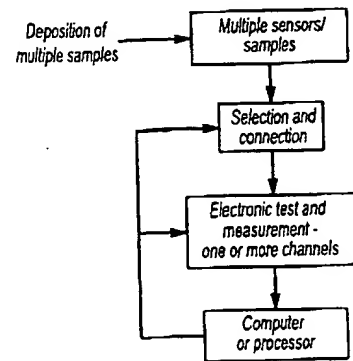 Deposition of
multiple samples
Multiple sensors/
samples
Selection and
connection
Electronic test and
measurement -
one or more channels
Computer
or processor